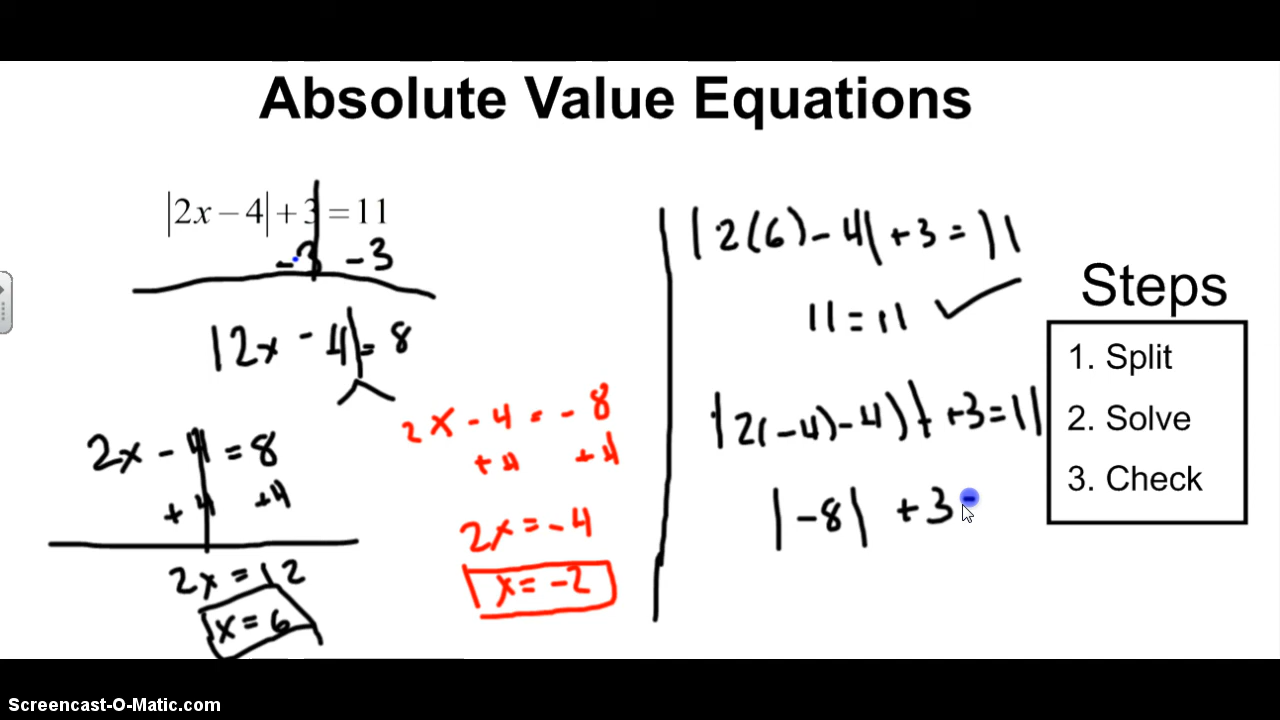 Absolute Value Equations
|2x − 4| + 3 = 11
-3 -3
|2x - 4| = 8
2x - 4 = 8
+4 +4
2x = 12
x = 6
2x - 4 = - 8
+4 +4
2x = -4
x = -2
|2(6) - 4| + 3 = 11
11 = 11 ✓
|2(-4) - 4)| + 3 = 11
|-8| + 3 -
Steps
1. Split
2. Solve
3. Check
Screencast-O-Matic.com